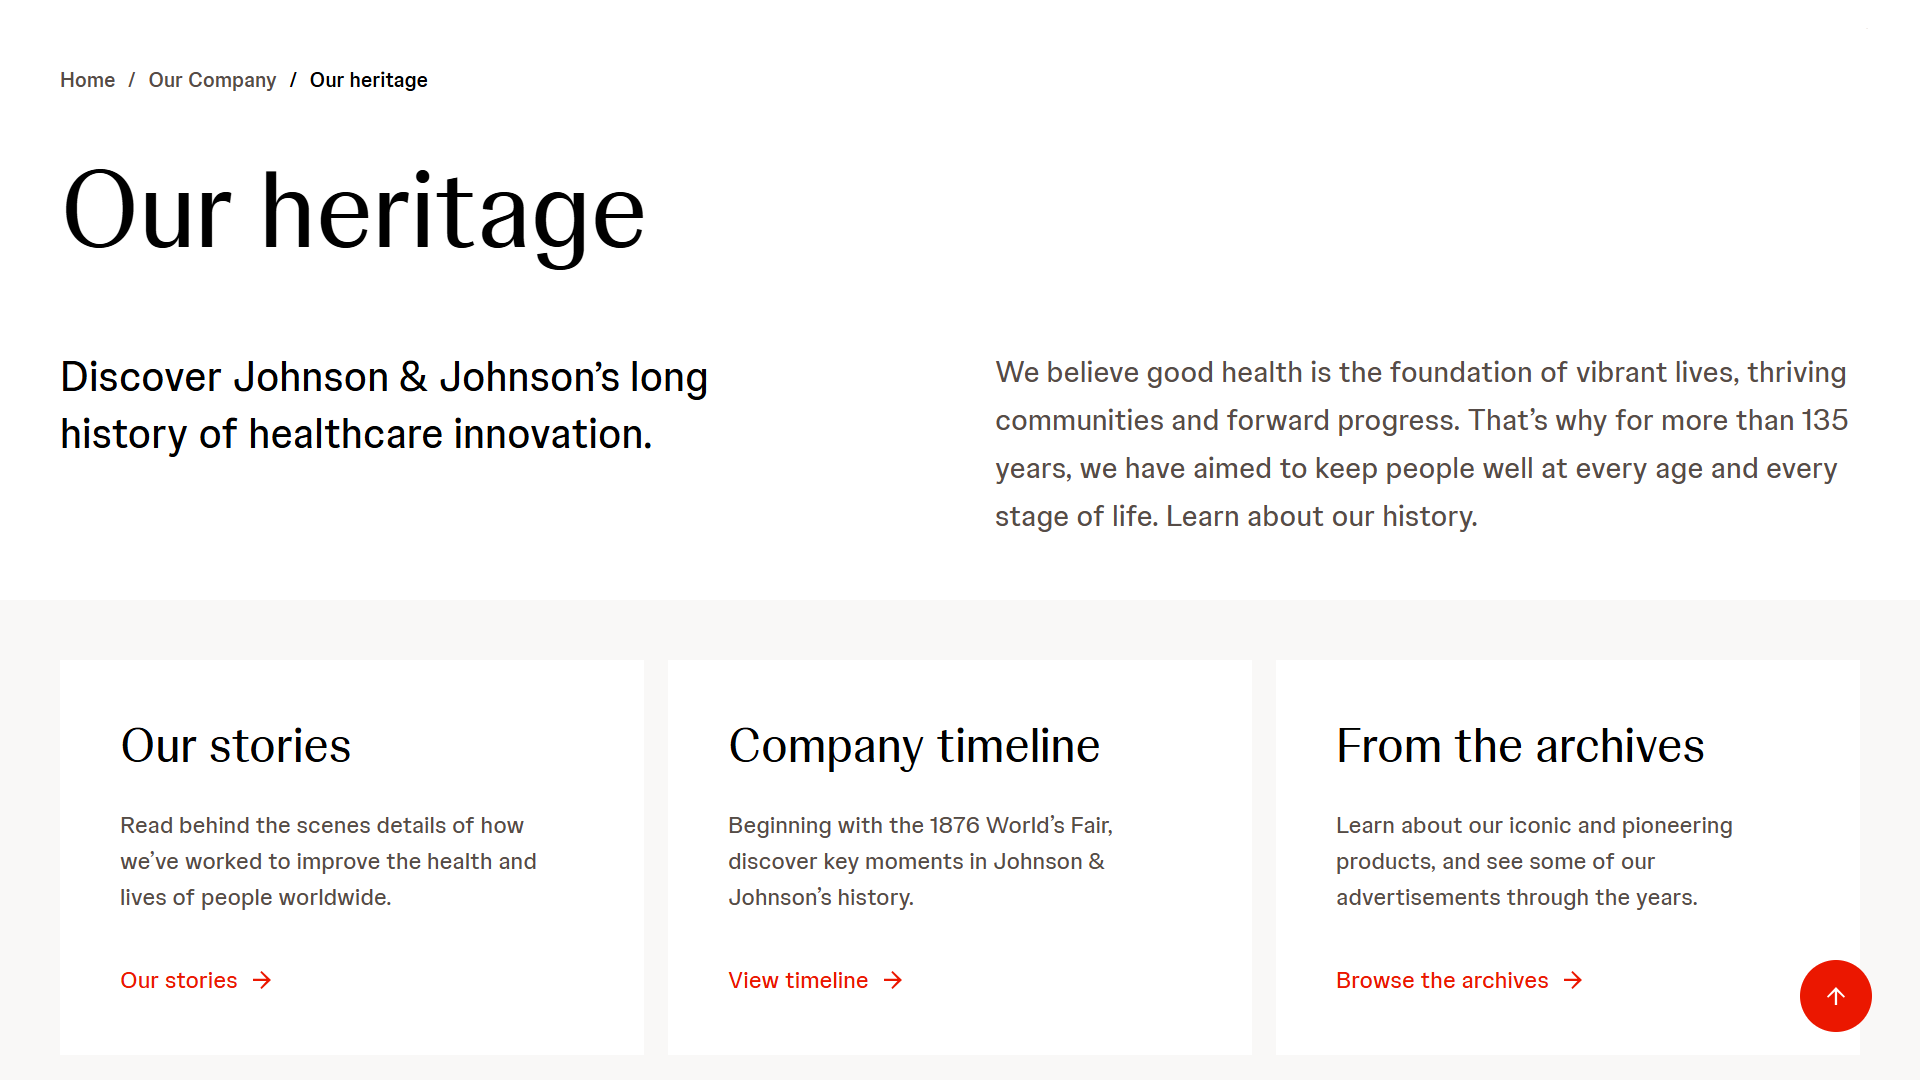 Home / Our Company / Our heritage
Our heritage
Discover Johnson & Johnson’s long
history of healthcare innovation.
We believe good health is the foundation of vibrant lives, thriving
communities and forward progress. That’s why for more than 135
years, we have aimed to keep people well at every age and every
stage of life. Learn about our history.
Our stories
Read behind the scenes details of how
we’ve worked to improve the health and
lives of people worldwide.
Our stories
Company timeline
Beginning with the 1876 World’s Fair,
discover key moments in Johnson &
Johnson’s history.
View timeline
From the archives
Learn about our iconic and pioneering
products, and see some of our
advertisements through the years.
Browse the archives